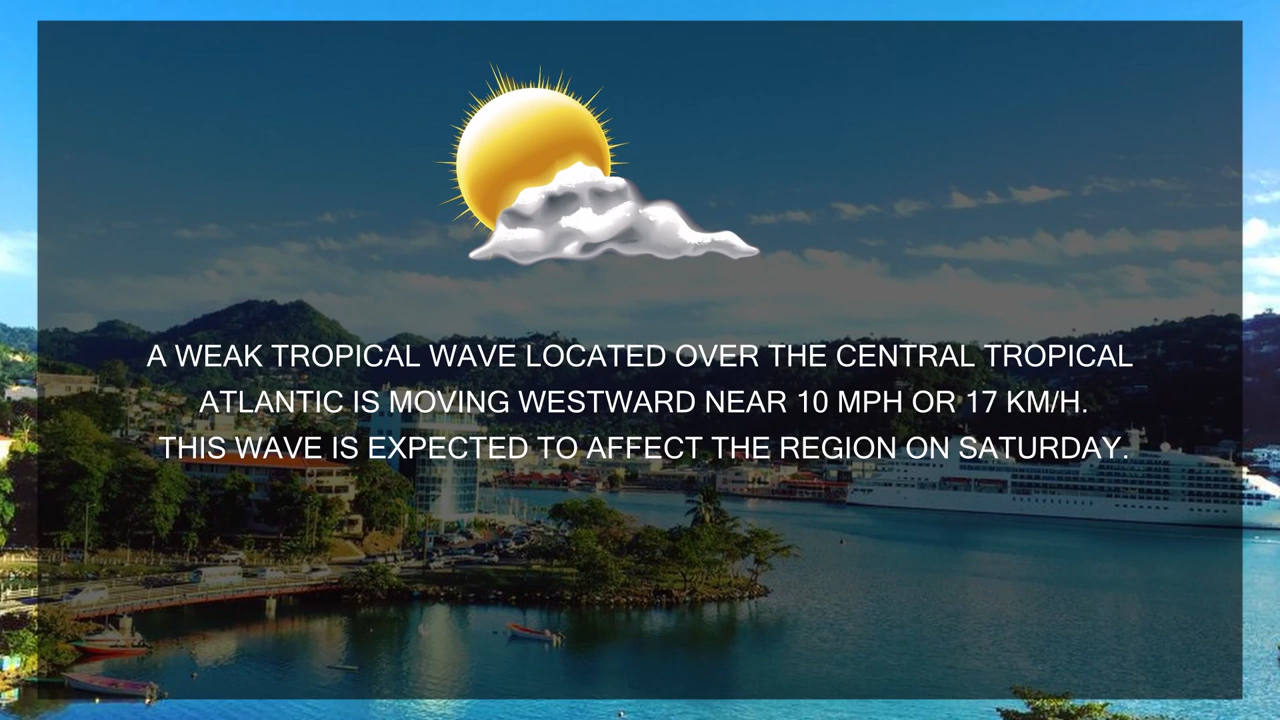 A WEAK TROPICAL WAVE LOCATED OVER THE CENTRAL TROPICAL
ATLANTIC IS MOVING WESTWARD NEAR 10 MPH OR 17 KM/H.
THIS WAVE IS EXPECTED TO AFFECT THE REGION ON SATURDAY.